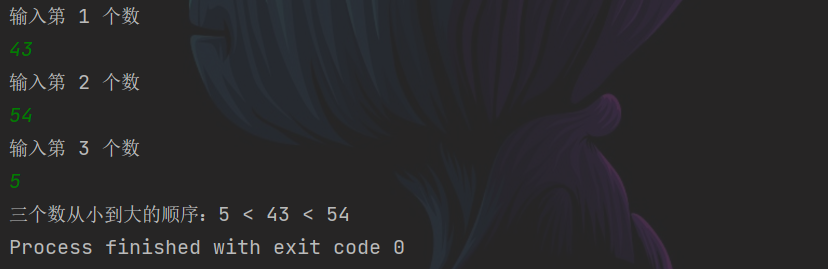 输入第 1 个数
43
输入第 2 个数
54
输入第 3 个数
5
三个数从小到大的顺序：5 < 43 < 54
Process finished with exit code 0